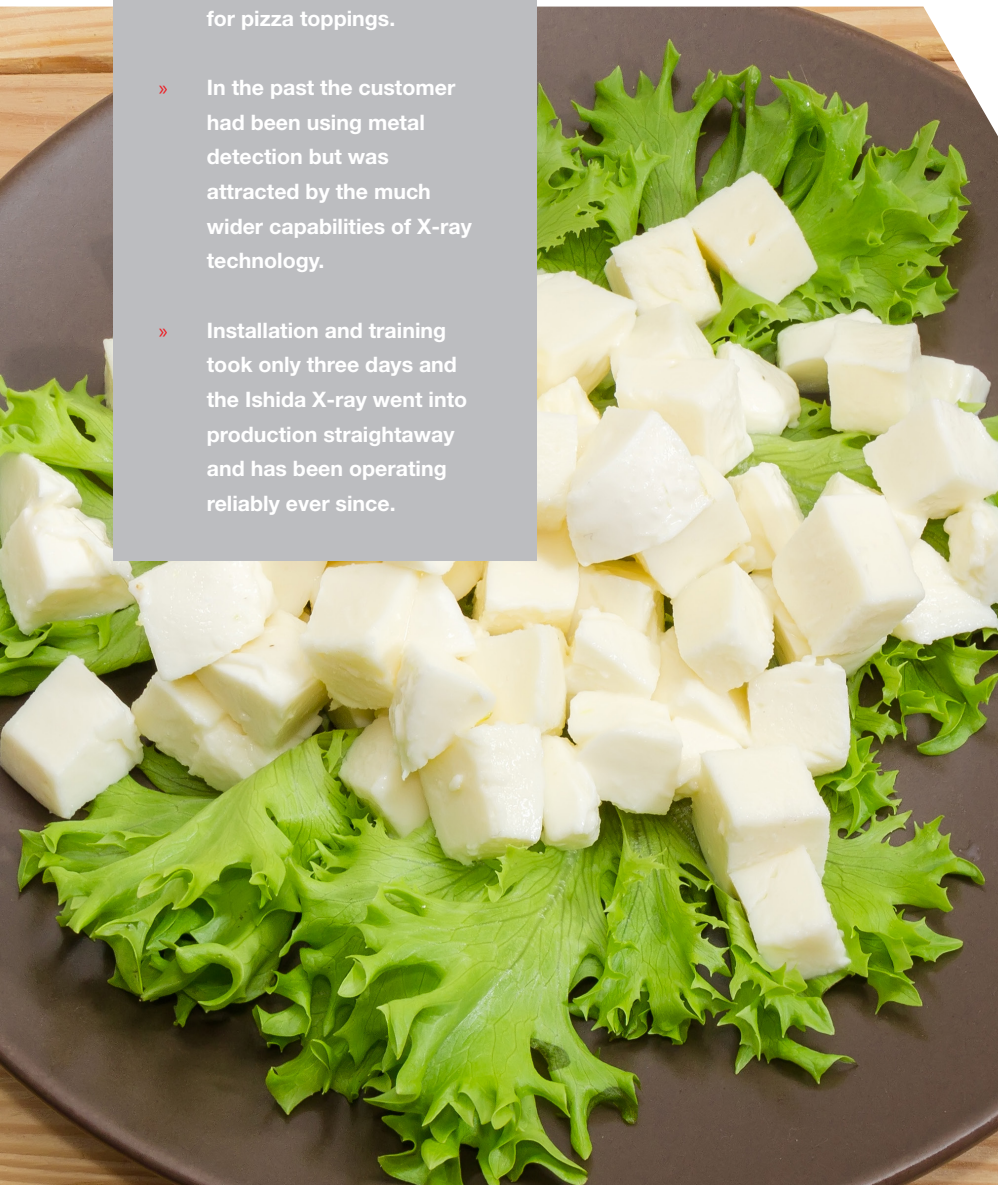 for pizza toppings.
» In the past the customer
had been using metal
detection but was
attracted by the much
wider capabilities of X-ray
technology.
» Installation and training
took only three days and
the Ishida X-ray went into
production straightaway
and has been operating
reliably ever since.